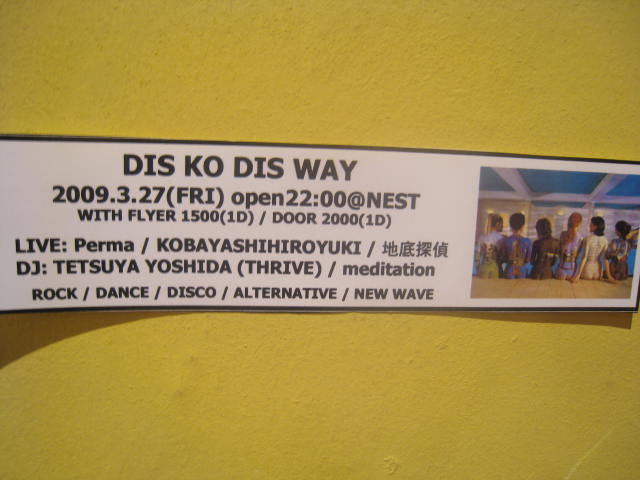 DIS KO DIS WAY
2009.3.27(FRI) open22:00@NEST
WITH FLYER 1500(1D) / DOOR 2000(1D)
LIVE: Perma / KOBAYASHIHIROYUKI / 地底探偵
DJ: TETSUYA YOSHIDA (THRIVE) / meditation
ROCK / DANCE / DISCO / ALTERNATIVE / NEW WAVE